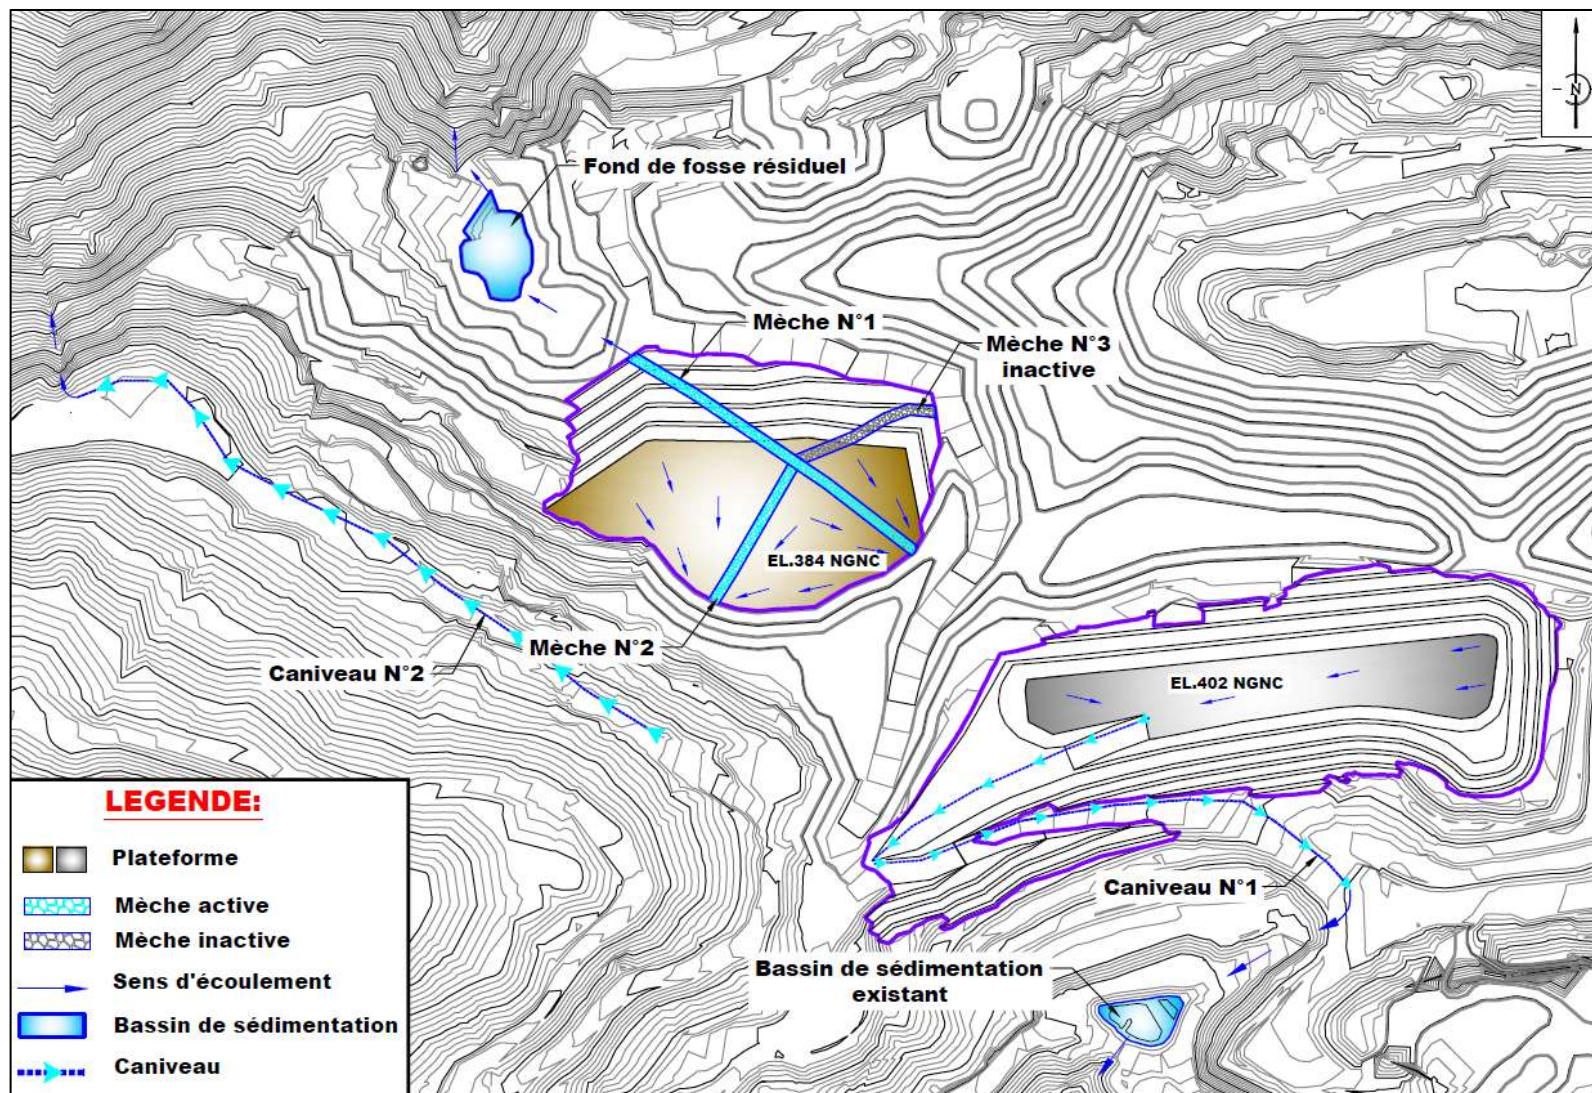 N
Fond de fosse résiduel
Mèche N°1
Mèche N°3
inactive
EL.384 NGNC
Mèche N°2
Caniveau N°2
EL.402 NGNC
Caniveau N°1
Bassin de sédimentation
existant
LEGENDE:
Plateforme
Mèche active
Mèche inactive
Sens d'écoulement
Bassin de sédimentation
Caniveau